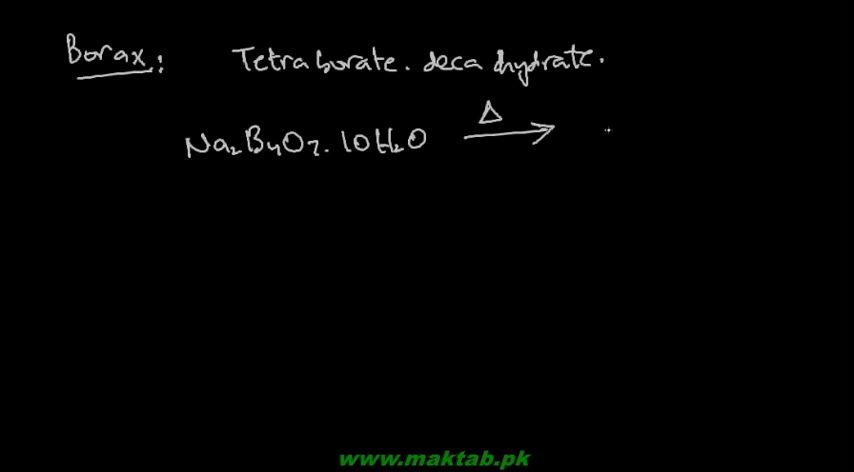 Borax: Tetraborate. decahydrate.
Na₂B₄O₇. 10H₂O Δ→
www.maktab.pk